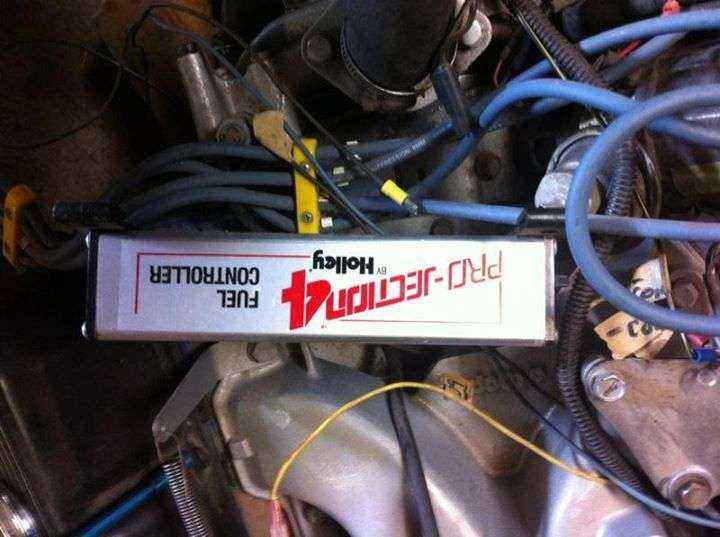 PRO-JECTION 4
BY Holley
FUEL
CONTROLLER